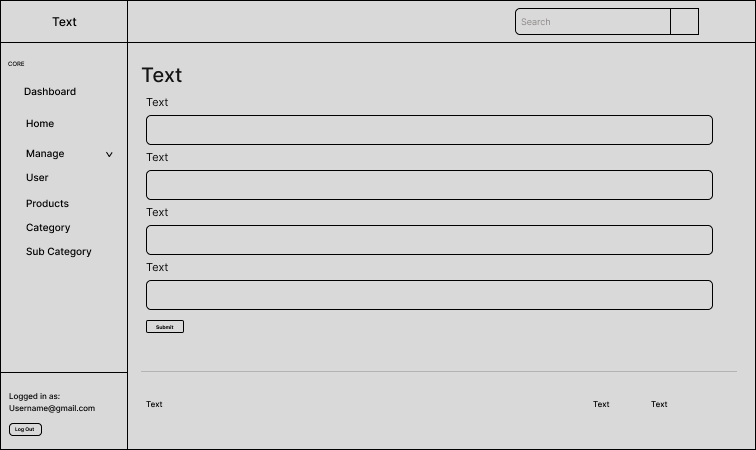 Text
Search
CORE
Dashboard
Home
Manage
User
Products
Category
Sub Category
Logged in as:
Username@gmail.com
Log Out
Text
Text
Text
Text
Text
Submit
Text
Text
Text